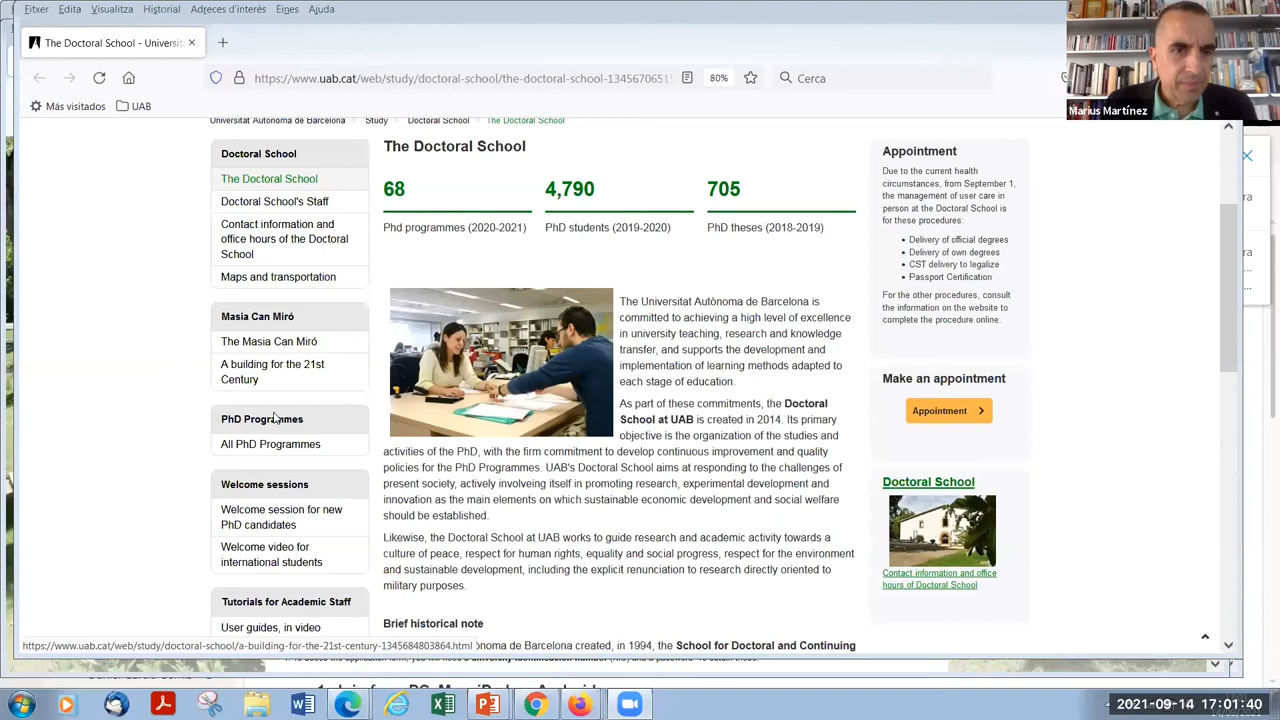 Fitxer Edita Visualitza Historial Adreces d'interès Eines Ajuda
The Doctoral School - Universit
https://www.uab.cat/web/study/doctoral-school/the-doctoral-school-1345670651
80%
Cerca
Más visitados UAB
Marius Martínez
Universitat Autònoma de Barcelona Study Doctoral School The Doctoral School
Doctoral School
The Doctoral School
Doctoral School's Staff
Contact information and
office hours of the Doctoral
School
Maps and transportation
Masia Can Miró
The Masia Can Miró
A building for the 21st
Century
PhD Programmes
All PhD Programmes
Welcome sessions
Welcome session for new
PhD candidates
Welcome video for
international students
Tutorials for Academic Staff
User guides, in video
The Doctoral School
68
Phd programmes (2020-2021)
4,790
PhD students (2019-2020)
705
PhD theses (2018-2019)
The Universitat Autònoma de Barcelona is
committed to achieving a high level of excellence
in university teaching, research and knowledge
transfer, and supports the development and
implementation of learning methods adapted to
each stage of education.
As part of these commitments, the Doctoral
School at UAB is created in 2014. Its primary
objective is the organization of the studies and
activities of the PhD, with the firm commitment to develop continuous improvement and quality
policies for the PhD Programmes. UAB's Doctoral School aims at responding to the challenges of
present society, actively involveing itself in promoting research, experimental development and
innovation as the main elements on which sustainable economic development and social welfare
should be established.
Likewise, the Doctoral School at UAB works to guide research and academic activity towards a
culture of peace, respect for human rights, equality and social progress, respect for the environment
and sustainable development, including the explicit renunciation to research directly oriented to
military purposes.
Brief historical note
noma de Barcelona created, in 1994, the School for Doctoral and Continuing
Appointment
Due to the current health
circumstances, from September 1,
the management of user care in
person at the Doctoral School is
for these procedures:
• Delivery of official degrees
• Delivery of own degrees
• CST delivery to legalize
• Passport Certification
For the other procedures, consult
the information on the website to
complete the procedure online.
Make an appointment
Appointment
Doctoral School
Contact information and office
hours of Doctoral School
https://www.uab.cat/web/study/doctoral-school/a-building-for-the-21st-century-1345684803864.html
2021-09-14 17:01:40